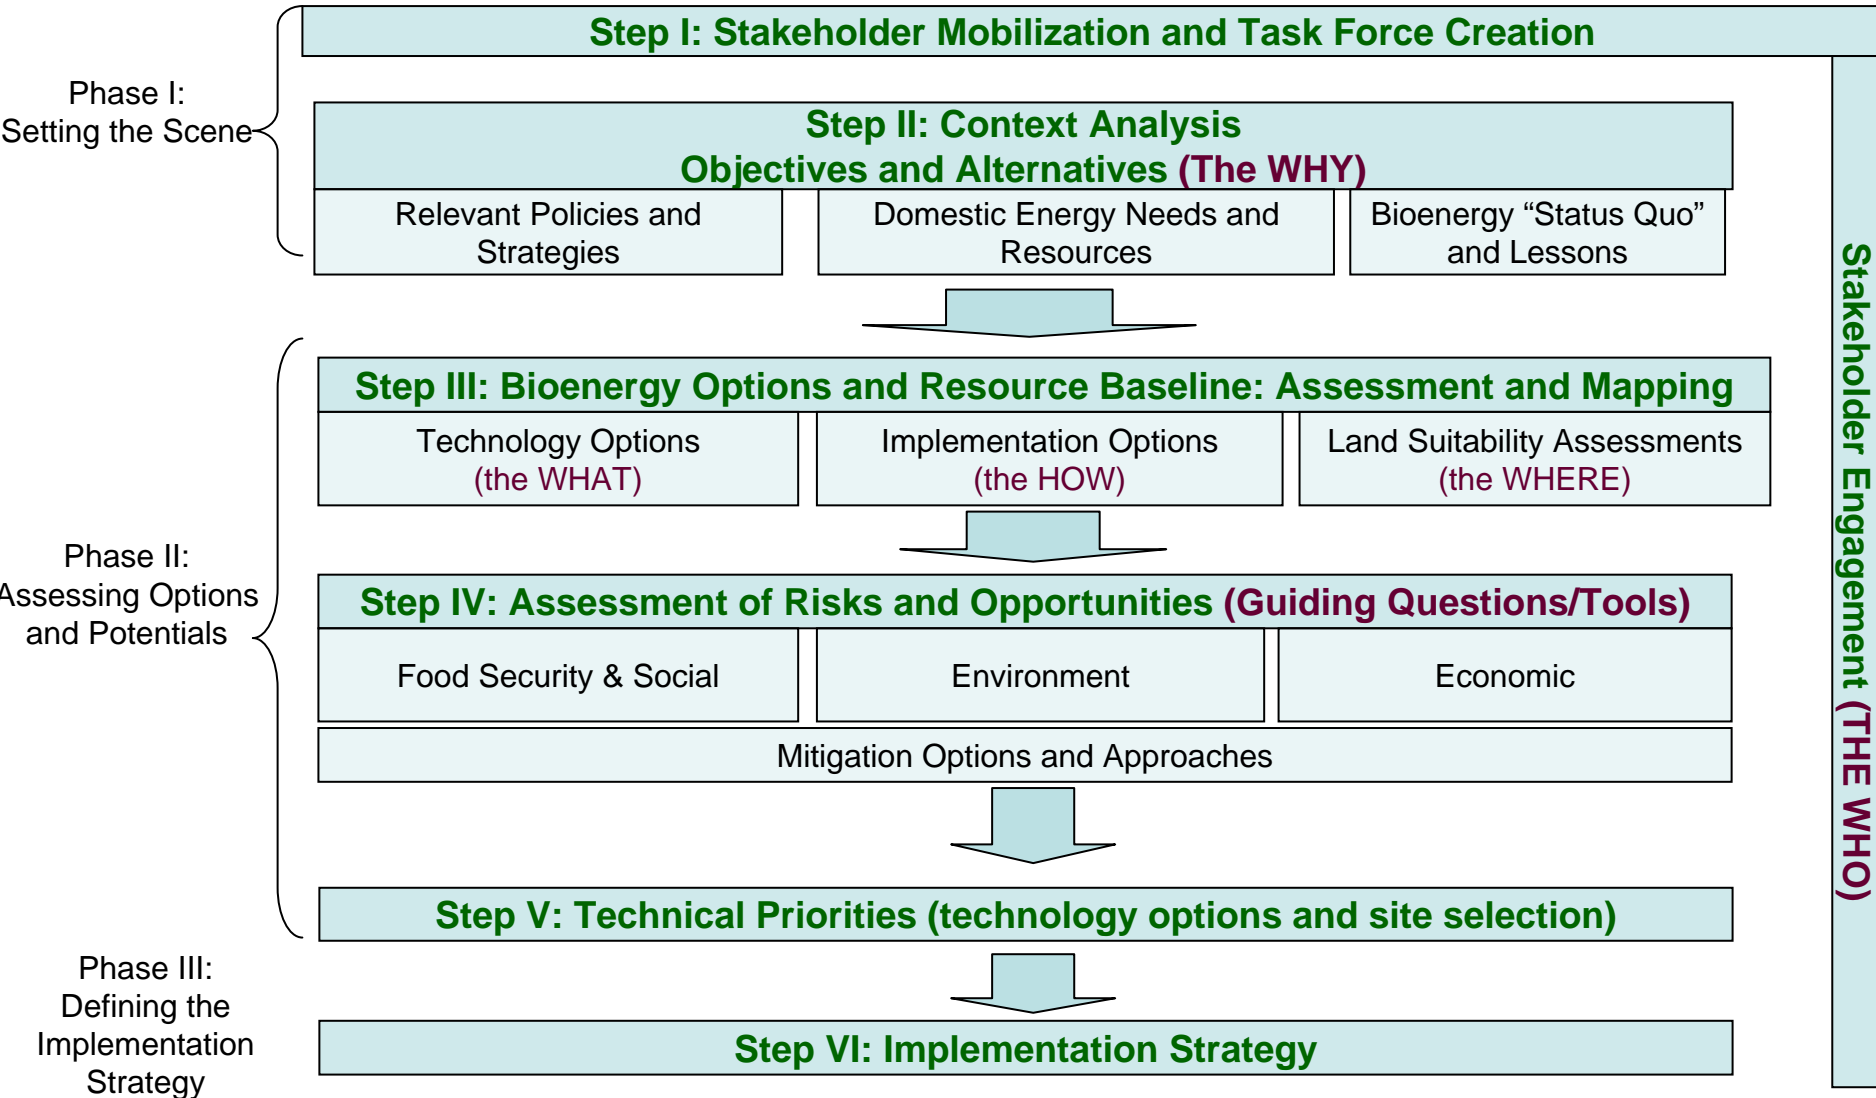 Step I: Stakeholder Mobilization and Task Force Creation
Phase I:
Setting the Scene
Step II: Context Analysis
Objectives and Alternatives (The WHY)
Relevant Policies and
Strategies
Domestic Energy Needs and
Resources
Bioenergy “Status Quo”
and Lessons
Step III: Bioenergy Options and Resource Baseline: Assessment and Mapping
Technology Options
(the WHAT)
Implementation Options
(the HOW)
Land Suitability Assessments
(the WHERE)
Phase II:
Assessing Options
and Potentials
Step IV: Assessment of Risks and Opportunities (Guiding Questions/Tools)
Food Security & Social
Environment
Economic
Mitigation Options and Approaches
Step V: Technical Priorities (technology options and site selection)
Phase III:
Defining the
Implementation
Strategy
Step VI: Implementation Strategy
Stakeholder Engagement (THE WHO)